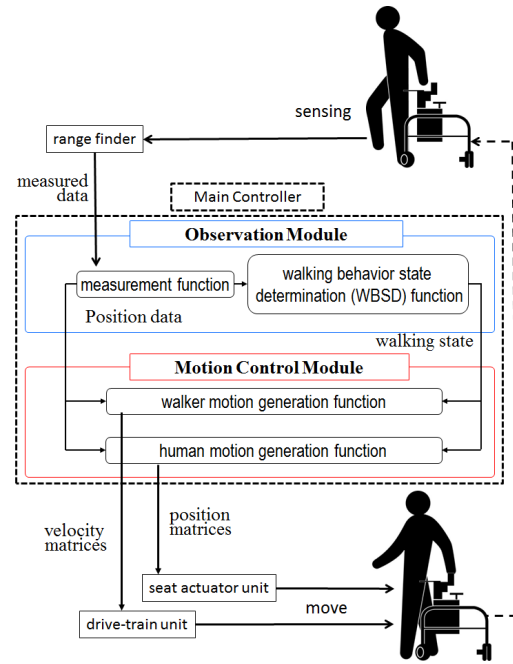 sensing
range finder
measured
data
Main Controller
Observation Module
measurement function
walking behavior state
determination (WBSD) function
Position data
walking state
Motion Control Module
walker motion generation function
human motion generation function
velocity
matrices
position
matrices
seat actuator unit
move
drive-train unit